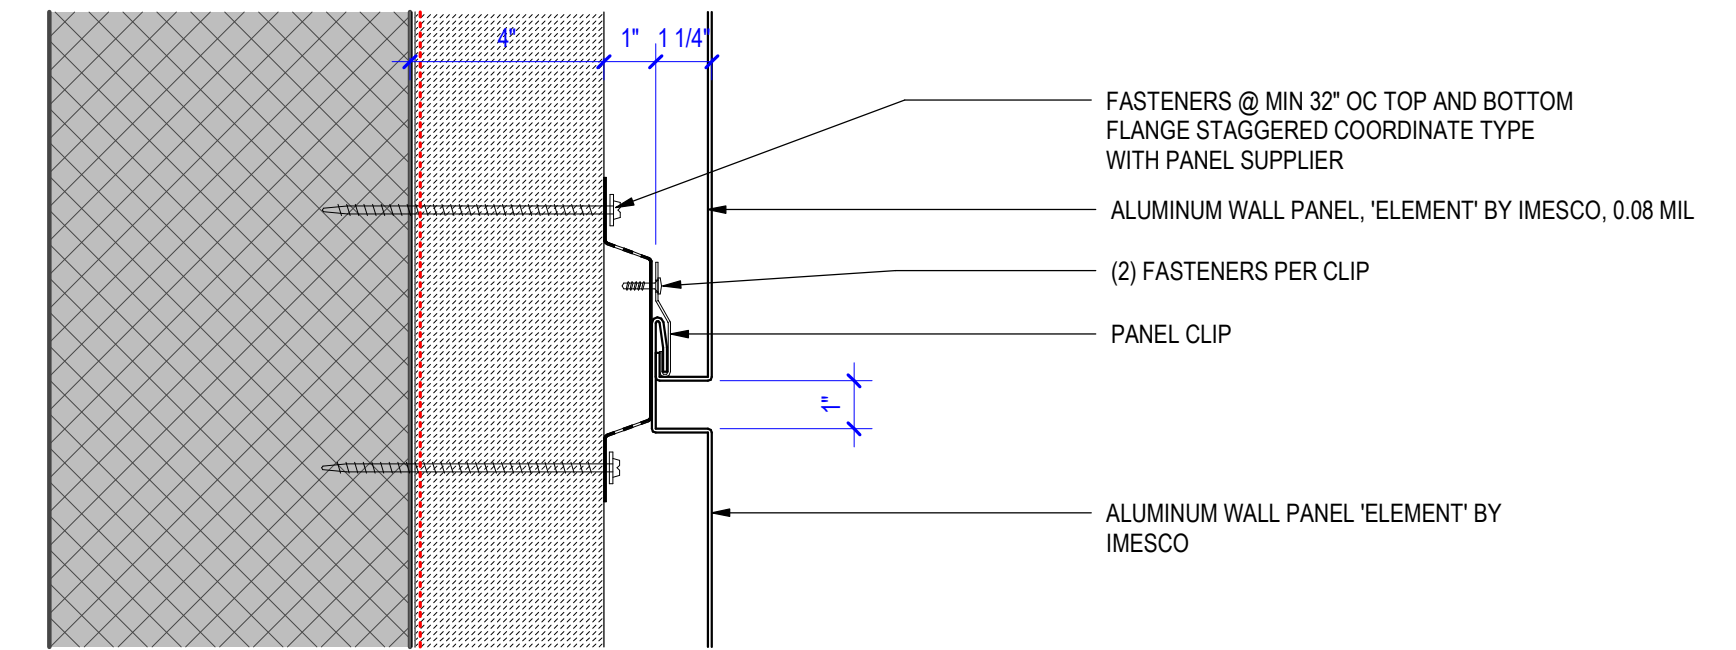 4" 1" 1 1/4"
FASTENERS @ MIN 32" OC TOP AND BOTTOM
FLANGE STAGGERED COORDINATE TYPE
WITH PANEL SUPPLIER
ALUMINUM WALL PANEL, 'ELEMENT' BY IMESCO, 0.08 MIL
(2) FASTENERS PER CLIP
PANEL CLIP
1"
ALUMINUM WALL PANEL 'ELEMENT' BY
IMESCO